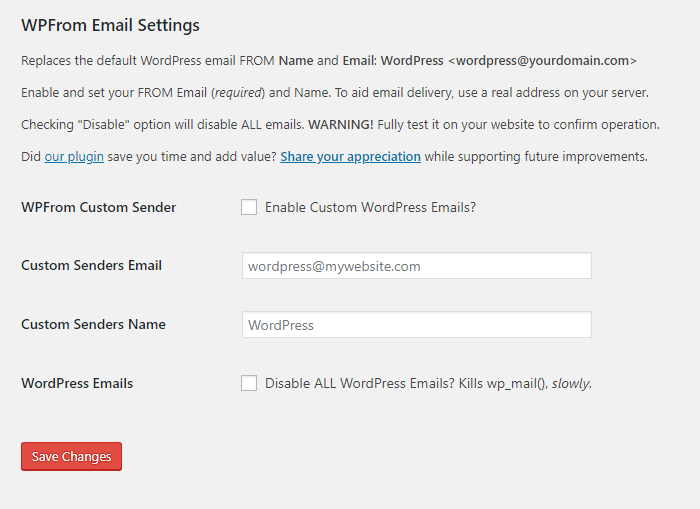 WPFrom Email Settings
Replaces the default WordPress email FROM Name and Email: WordPress <wordpress@yourdomain.com>
Enable and set your FROM Email (required) and Name. To aid email delivery, use a real address on your server.
Checking "Disable" option will disable ALL emails. WARNING! Fully test it on your website to confirm operation.
Did our plugin save you time and add value? Share your appreciation while supporting future improvements.
WPFrom Custom Sender Enable Custom WordPress Emails?
Custom Senders Email wordpress@mywebsite.com
Custom Senders Name WordPress
WordPress Emails Disable ALL WordPress Emails? Kills wp_mail(), slowly.
Save Changes